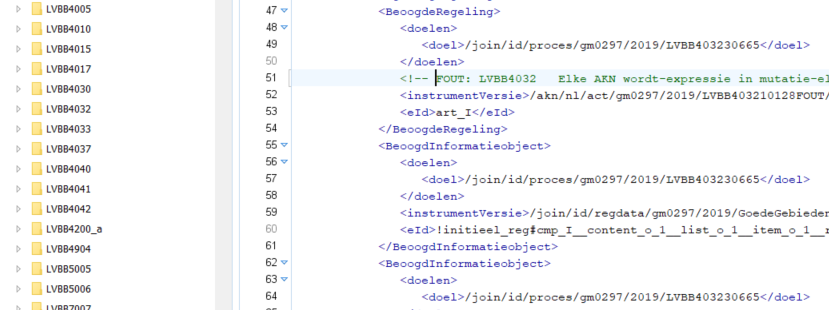 LVBB4005
LVBB4010
LVBB4015
LVBB4017
LVBB4030
LVBB4032
LVBB4033
LVBB4037
LVBB4040
LVBB4041
LVBB4042
LVBB4200_a
LVBB4904
LVBB5005
LVBB5006
LVBB7007
47 <BeoogdeRegeling>
48 <doelen>
49 <doel>/join/id/proces/gm0297/2019/LVBB403230665</doel>
50 </doelen>
51 <!-- FOUT: LVBB4032 Elke AKN wordt-expressie in mutatie-el
52 <instrumentVersie>/akn/nl/act/gm0297/2019/LVBB403210128FOUT/
53 <eId>art_I</eId>
54 </BeoogdeRegeling>
55 <BeoogdInformatieobject>
56 <doelen>
57 <doel>/join/id/proces/gm0297/2019/LVBB403230665</doel>
58 </doelen>
59 <instrumentVersie>/join/id/regdata/gm0297/2019/GoedeGebieden
60 <eId>!initieel_reg#cmp_I__content_o_1__list_o_1__item_o_1__r
61 </BeoogdInformatieobject>
62 <BeoogdInformatieobject>
63 <doelen>
64 <doel>/join/id/proces/gm0297/2019/LVBB403230665</doel>